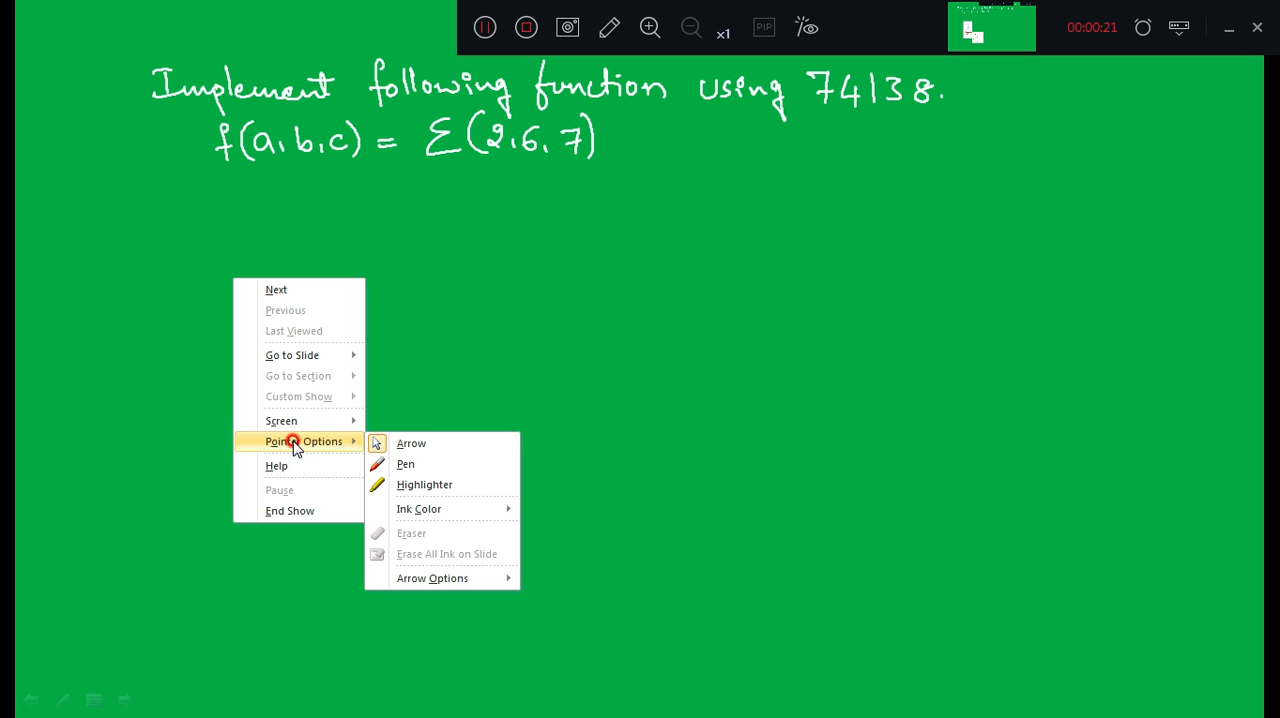 x1
PIP
00:00:21
Implement following function using 74138.
f(a,b,c) = Σ(2,6,7)
Next
Previous
Last Viewed
Go to Slide
Go to Section
Custom Show
Screen
Options
Help
Pause
End Show
Arrow
Pen
Highlighter
Ink Color
Eraser
Erase All Ink on Slide
Arrow Options